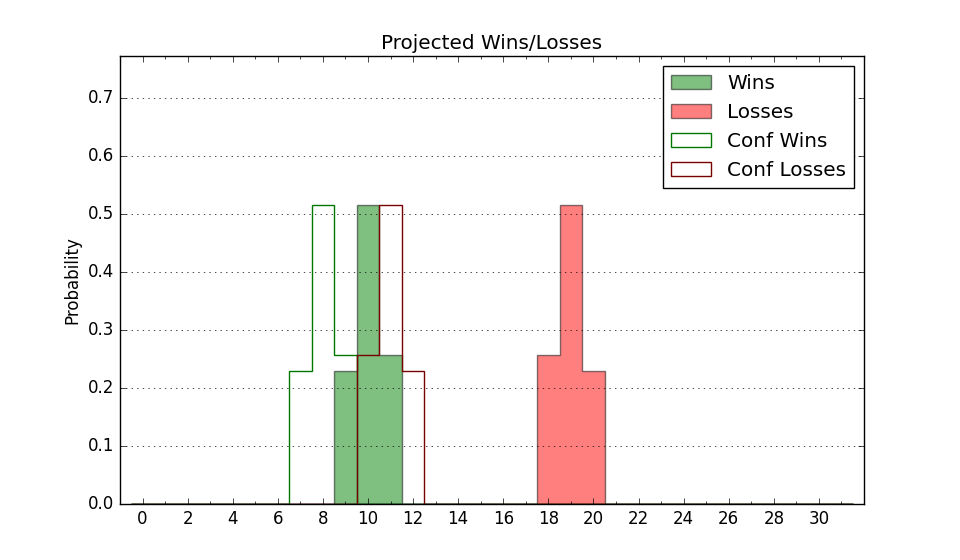 Projected Wins/Losses
Wins
Losses
Conf Wins
Conf Losses
Probability
0.7
0.6
0.5
0.4
0.3
0.2
0.1
0.0
0 2 4 6 8 10 12 14 16 18 20 22 24 26 28 30